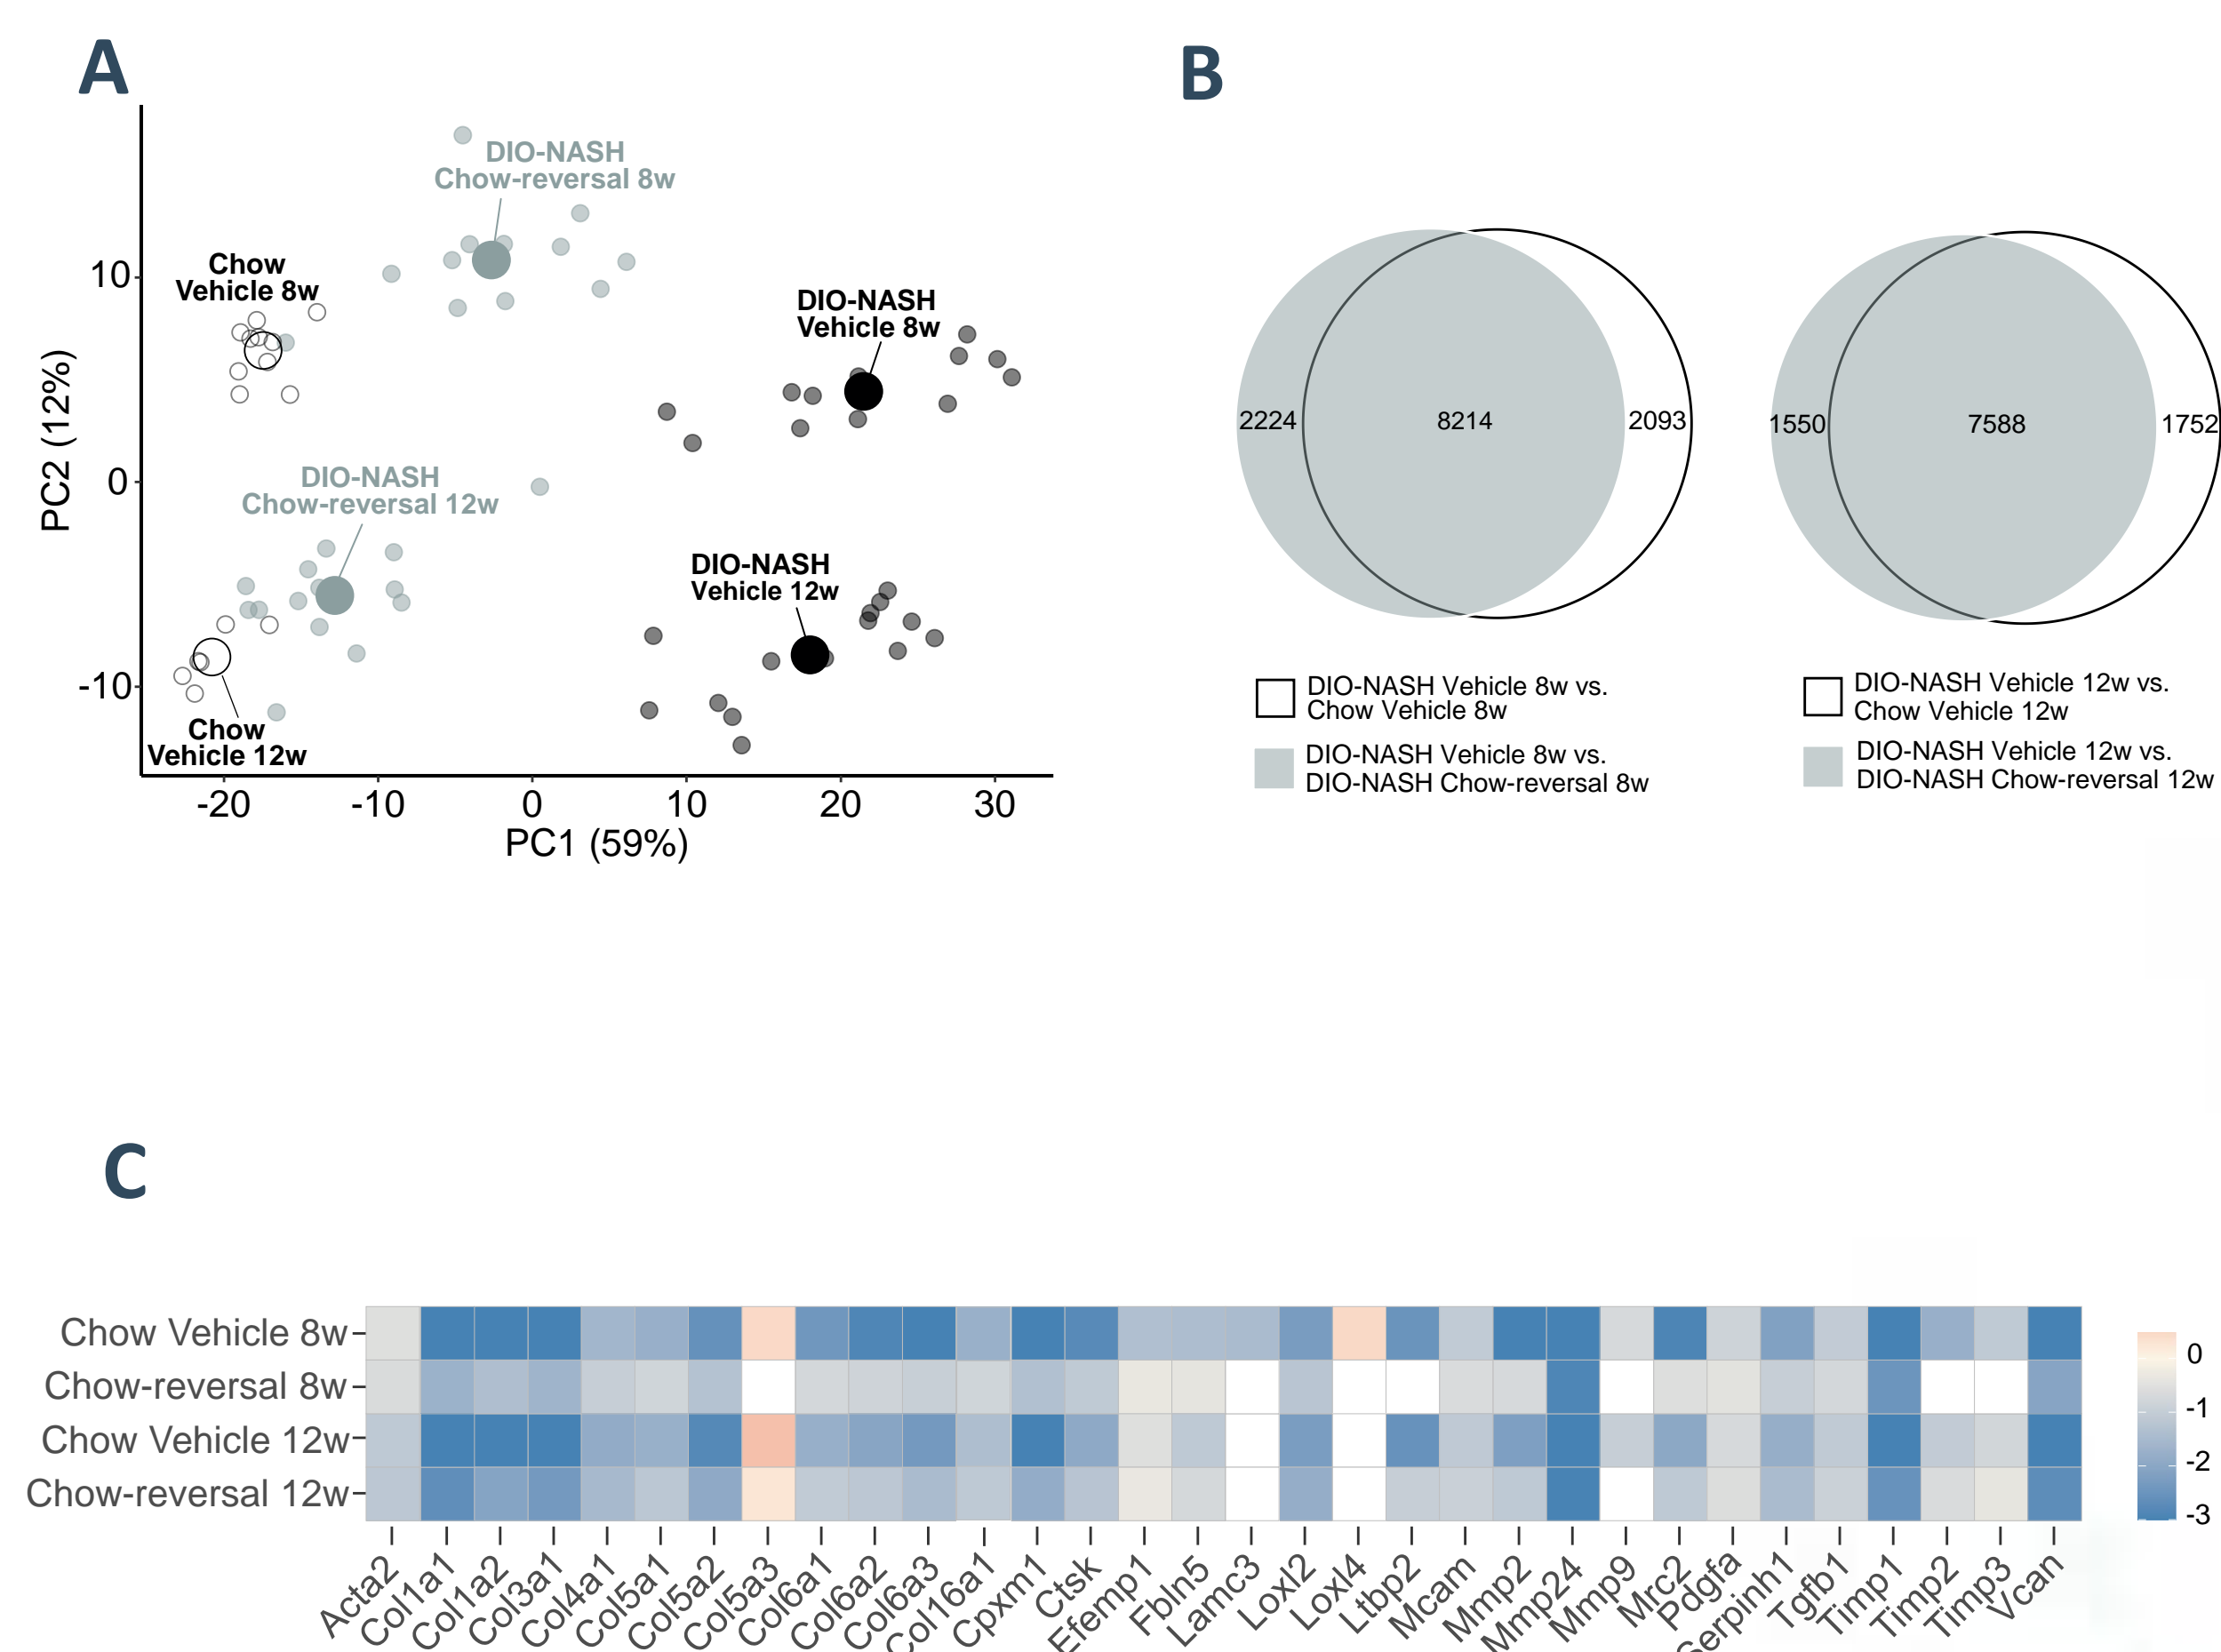 A
B
DIO-NASH
Chow-reversal 8w
Chow
Vehicle 8w
DIO-NASH
Vehicle 8w
DIO-NASH
Chow-reversal 12w
DIO-NASH
Vehicle 12w
Chow
Vehicle 12w
10
0
-10
PC2 (12%)
-20
-10
0
10
20
30
PC1 (59%)
2224
8214
2093
1550
7588
1752
DIO-NASH Vehicle 8w vs.
Chow Vehicle 8w
DIO-NASH Vehicle 8w vs.
DIO-NASH Chow-reversal 8w
DIO-NASH Vehicle 12w vs.
Chow Vehicle 12w
DIO-NASH Vehicle 12w vs.
DIO-NASH Chow-reversal 12w
C
Chow Vehicle 8w
Chow-reversal 8w
Chow Vehicle 12w
Chow-reversal 12w
0
-1
-2
-3
Acta2
Col1a1
Col1a2
Col3a1
Col4a1
Col5a1
Col5a2
Col5a3
Col6a1
Col6a2
Col6a3
Col16a1
Cpxm1
Ctsk
Efemp1
Fbln5
Lamc3
Loxl2
Loxl4
Ltbp2
Mcam
Mmp2
Mmp24
Mmp9
Mrc2
Pdgfa
Serpinh1
Tgfb1
Timp1
Timp2
Timp3
Vcan